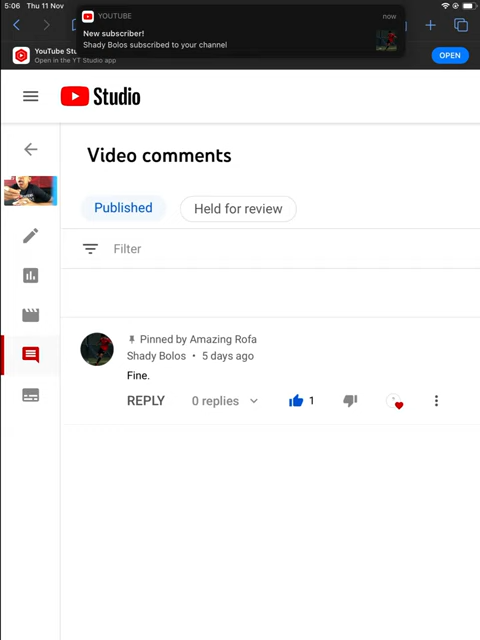 5:06 Thu 11 Nov
YOUTUBE
now
New subscriber!
Shady Bolos subscribed to your channel
YouTube
Open in the YT Studio app
OPEN
Studio
Video comments
Published
Held for review
Filter
Pinned by Amazing Rofa
Shady Bolos • 5 days ago
Fine.
REPLY 0 replies 1